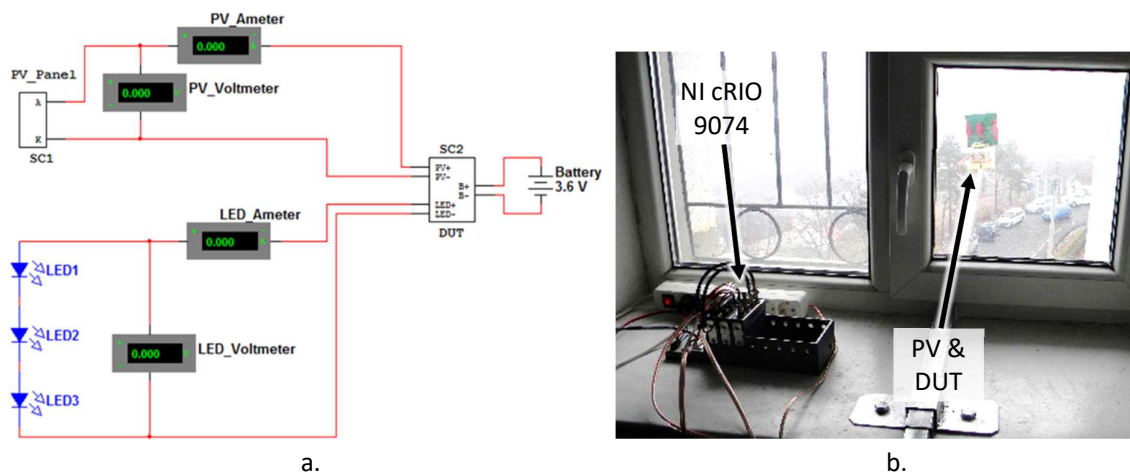 PV_Ameter
0.000
A
PV_Panel
A
K
SC1
0.000
V
PV_Voltmeter
SC2
PV+
PV-
LED+
LED-
B+
B-
DUT
Battery
3.6 V
LED_Ameter
0.000
A
LED1
LED2
LED3
0.000
V
LED_Voltmeter
a.
NI cRIO
9074
PV &
DUT
b.